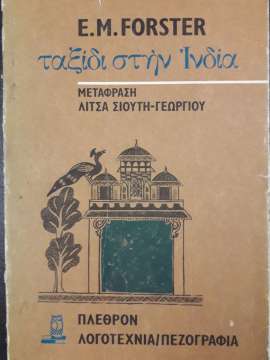 E.M. FORSTER
ταξίδι στὴν Ἰνδία
ΜΕΤΑΦΡΑΣΗ
ΛΙΤΣΑ ΣΙΟΥΤΗ-ΓΕΩΡΓΙΟΥ
ΠΛΕΘΡΟΝ
ΛΟΓΟΤΕΧΝΙΑ/ΠΕΖΟΓΡΑΦΙΑ